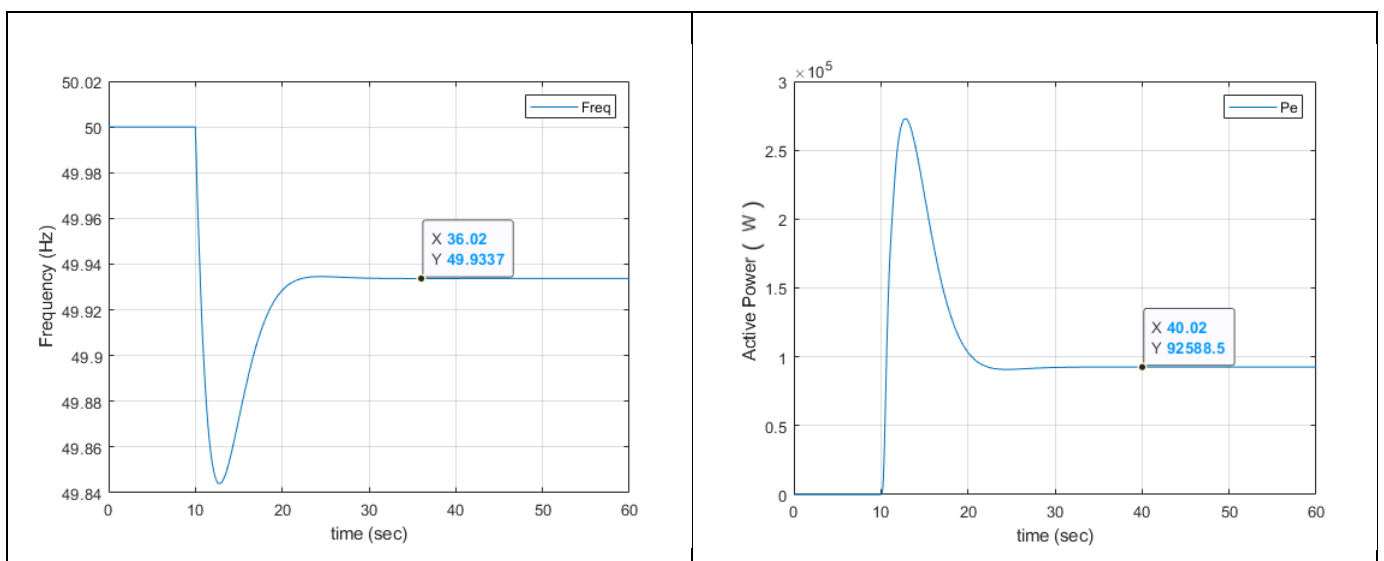 50.02
50
49.98
49.96
49.94
49.92
49.9
49.88
49.86
49.84
Frequency (Hz)
Freq
X 36.02
Y 49.9337
0 10 20 30 40 50 60
time (sec)
×10⁵
3
2.5
2
1.5
1
0.5
0
Active Power ( W )
Pe
X 40.02
Y 92588.5
0 10 20 30 40 50 60
time (sec)